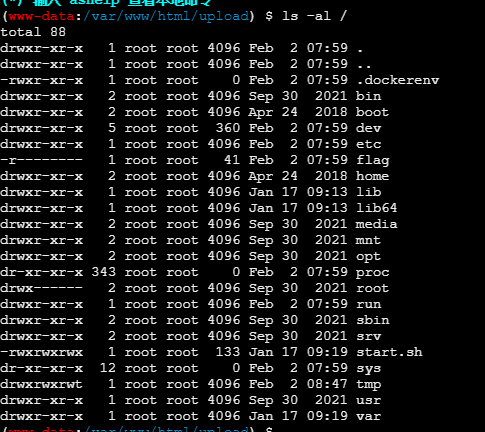 (*) 输入 ashelp 查看本地命令
(www-data:/var/www/html/upload) $ ls -al /
total 88
drwxr-xr-x 1 root root 4096 Feb 2 07:59 .
drwxr-xr-x 1 root root 4096 Feb 2 07:59 ..
-rwxr-xr-x 1 root root 0 Feb 2 07:59 .dockerenv
drwxr-xr-x 2 root root 4096 Sep 30 2021 bin
drwxr-xr-x 2 root root 4096 Apr 24 2018 boot
drwxr-xr-x 5 root root 360 Feb 2 07:59 dev
drwxr-xr-x 1 root root 4096 Feb 2 07:59 etc
-r-------- 1 root root 41 Feb 2 07:59 flag
drwxr-xr-x 2 root root 4096 Apr 24 2018 home
drwxr-xr-x 1 root root 4096 Jan 17 09:13 lib
drwxr-xr-x 1 root root 4096 Jan 17 09:13 lib64
drwxr-xr-x 2 root root 4096 Sep 30 2021 media
drwxr-xr-x 2 root root 4096 Sep 30 2021 mnt
drwxr-xr-x 2 root root 4096 Sep 30 2021 opt
dr-xr-xr-x 343 root root 0 Feb 2 07:59 proc
drwx------ 2 root root 4096 Sep 30 2021 root
drwxr-xr-x 1 root root 4096 Feb 2 07:59 run
drwxr-xr-x 2 root root 4096 Sep 30 2021 sbin
drwxr-xr-x 2 root root 4096 Sep 30 2021 srv
-rwxrwxrwx 1 root root 133 Jan 17 09:19 start.sh
dr-xr-xr-x 12 root root 0 Feb 2 07:59 sys
drwxrwxrwt 1 root root 4096 Feb 2 08:47 tmp
drwxr-xr-x 1 root root 4096 Sep 30 2021 usr
drwxr-xr-x 1 root root 4096 Jan 17 09:19 var
(www-data:/var/www/html/upload) $